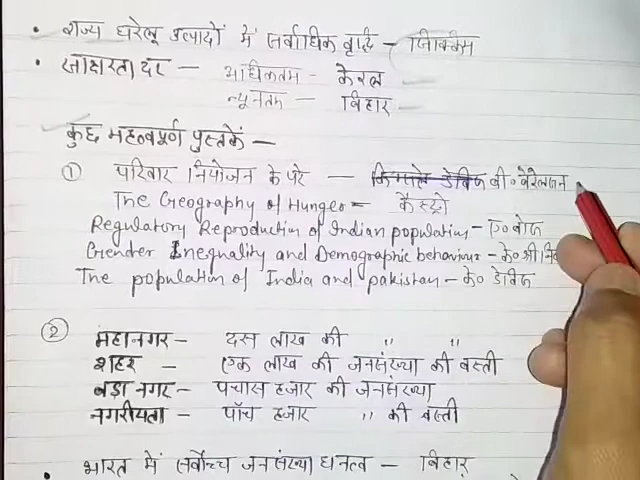 • राज्य घरेलू उत्पादों में सर्वाधिक वृद्धि – सिक्किम
• साक्षरता दर – अधिकतम – केरल
न्यूनतम – बिहार
कुछ महत्वपूर्ण पुस्तकें –
① परिवार नियोजन के परे – बी॰ बेरेलसन
The Geography of Hunger – कैस्ट्रो
Regulatory Reproduction of Indian population – ए॰ बोज
Gender Inequality and Demographic behaviour – के॰
The population of India and pakistan – के॰ डेविज
② महानगर – दस लाख की " "
शहर – एक लाख की जनसंख्या की बस्ती
बड़ा नगर – पचास हजार की जनसंख्या
नगरीयता – पाँच हजार " की बस्ती
• भारत में सर्वोच्च जनसंख्या घनत्व – बिहार